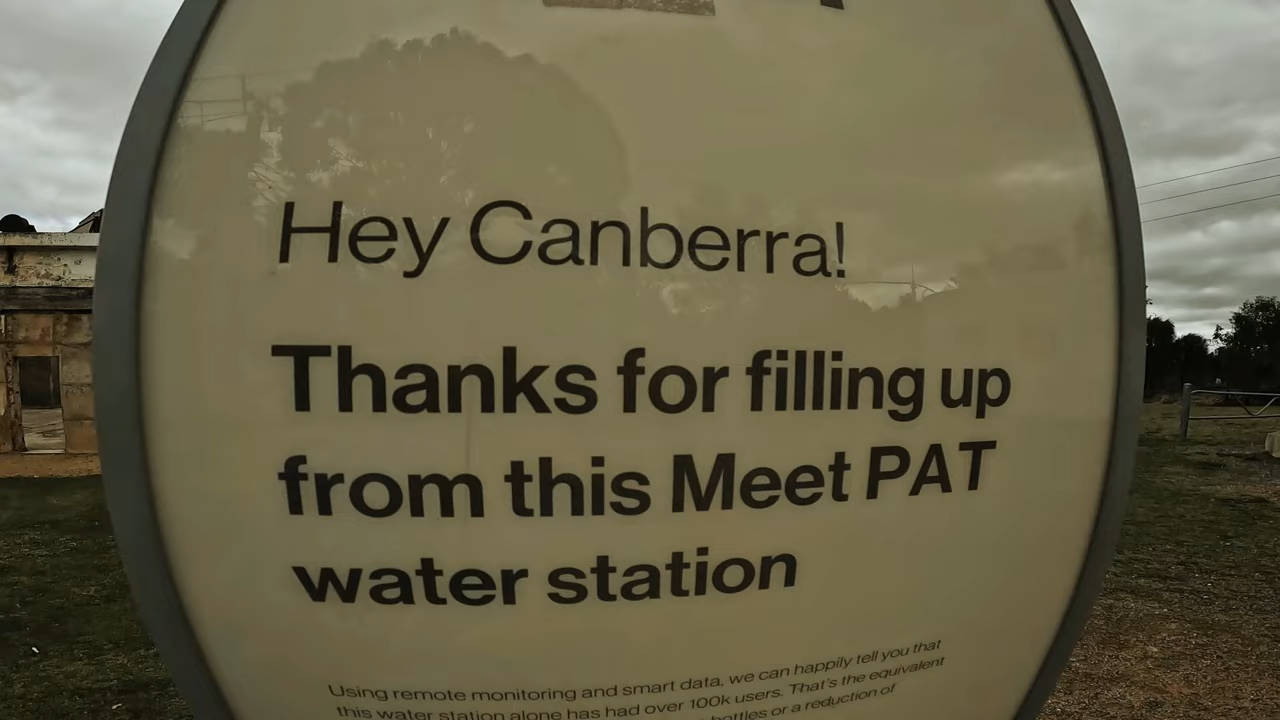 Hey Canberra!
Thanks for filling up
from this Meet PAT
water station
Using remote monitoring and smart data, we can happily tell you that
this water station alone has had over 100k users. That's the equivalent
bottles or a reduction of